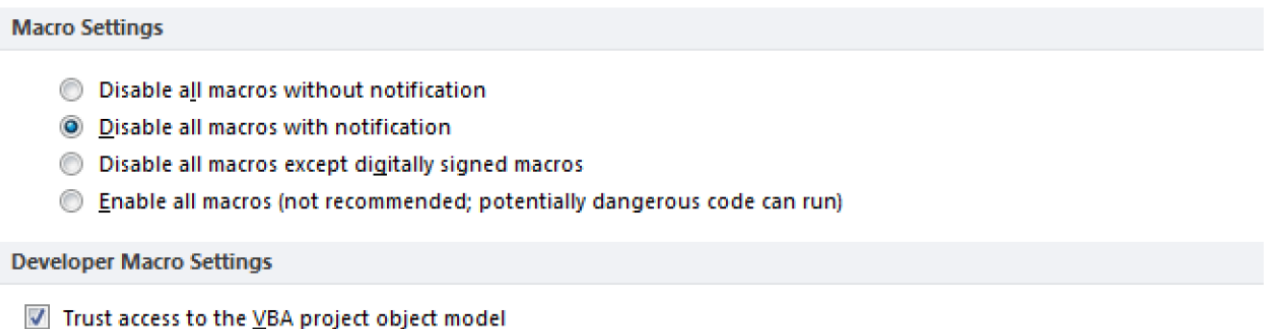 Macro Settings
Disable all macros without notification
Disable all macros with notification
Disable all macros except digitally signed macros
Enable all macros (not recommended; potentially dangerous code can run)
Developer Macro Settings
Trust access to the VBA project object model